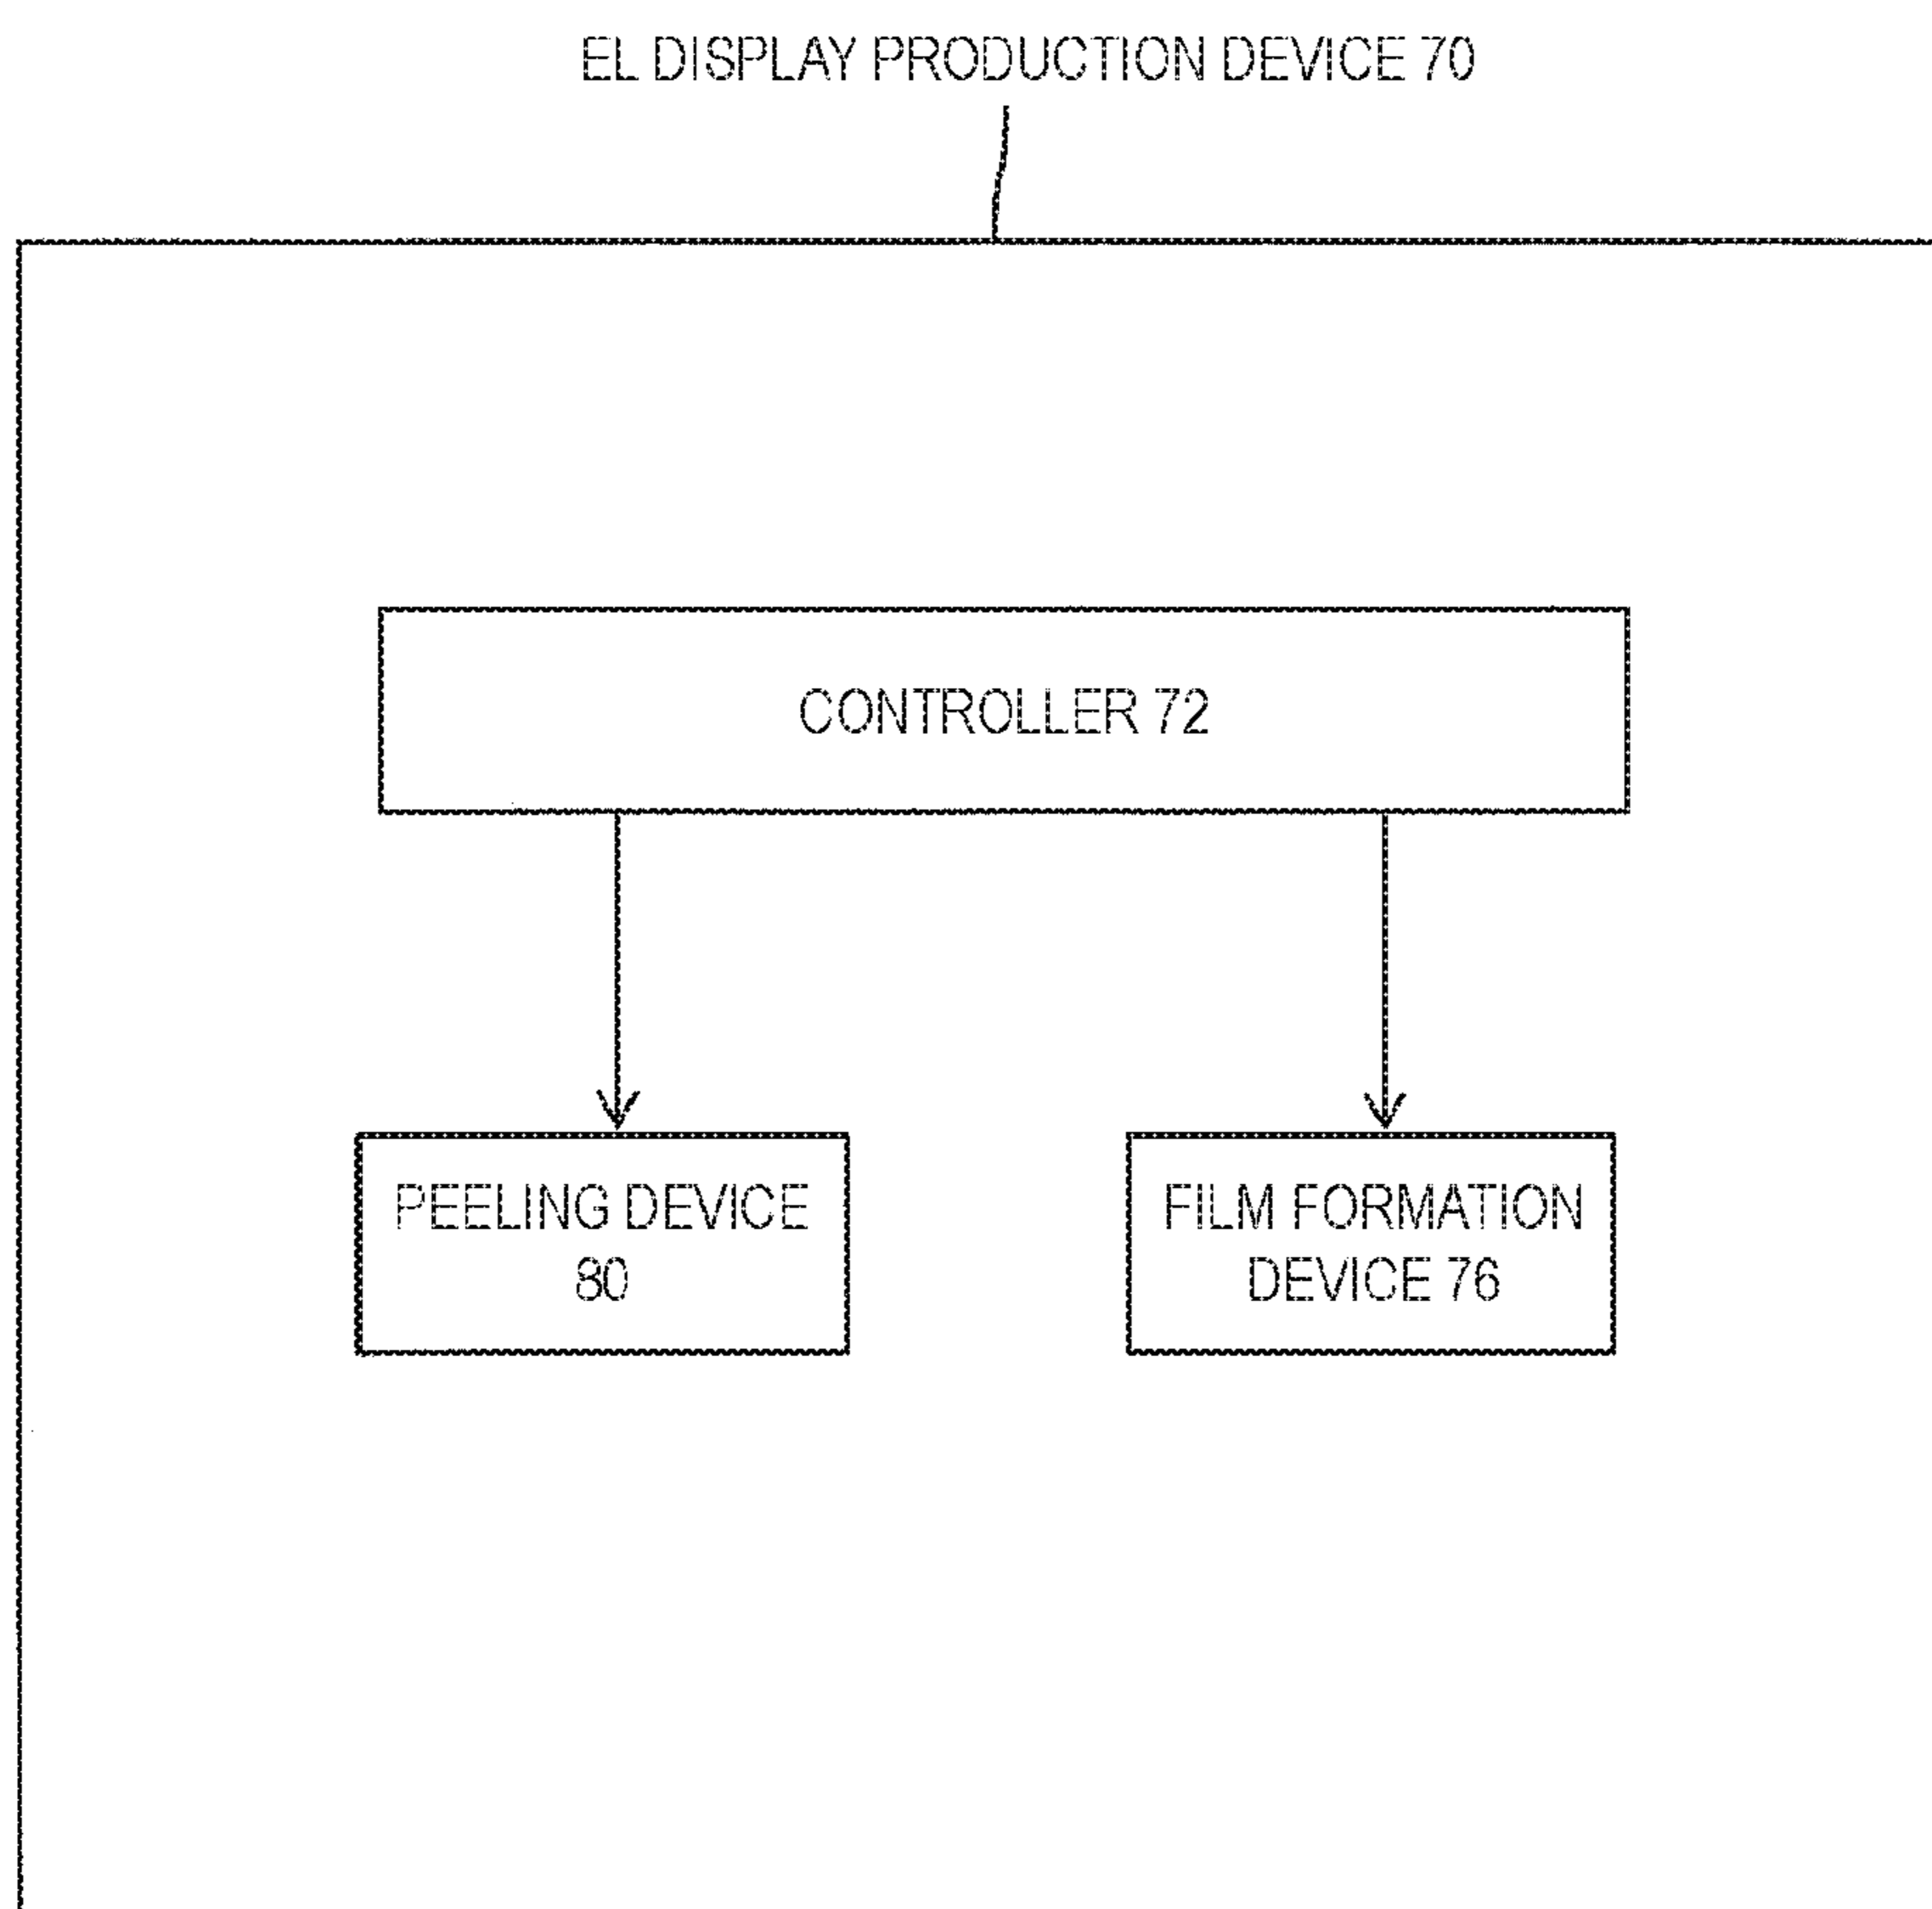 EL DISPLAY PRODUCTION DEVICE 70
CONTROLLER 72
PEELING DEVICE
80
FILM FORMATION
DEVICE 76